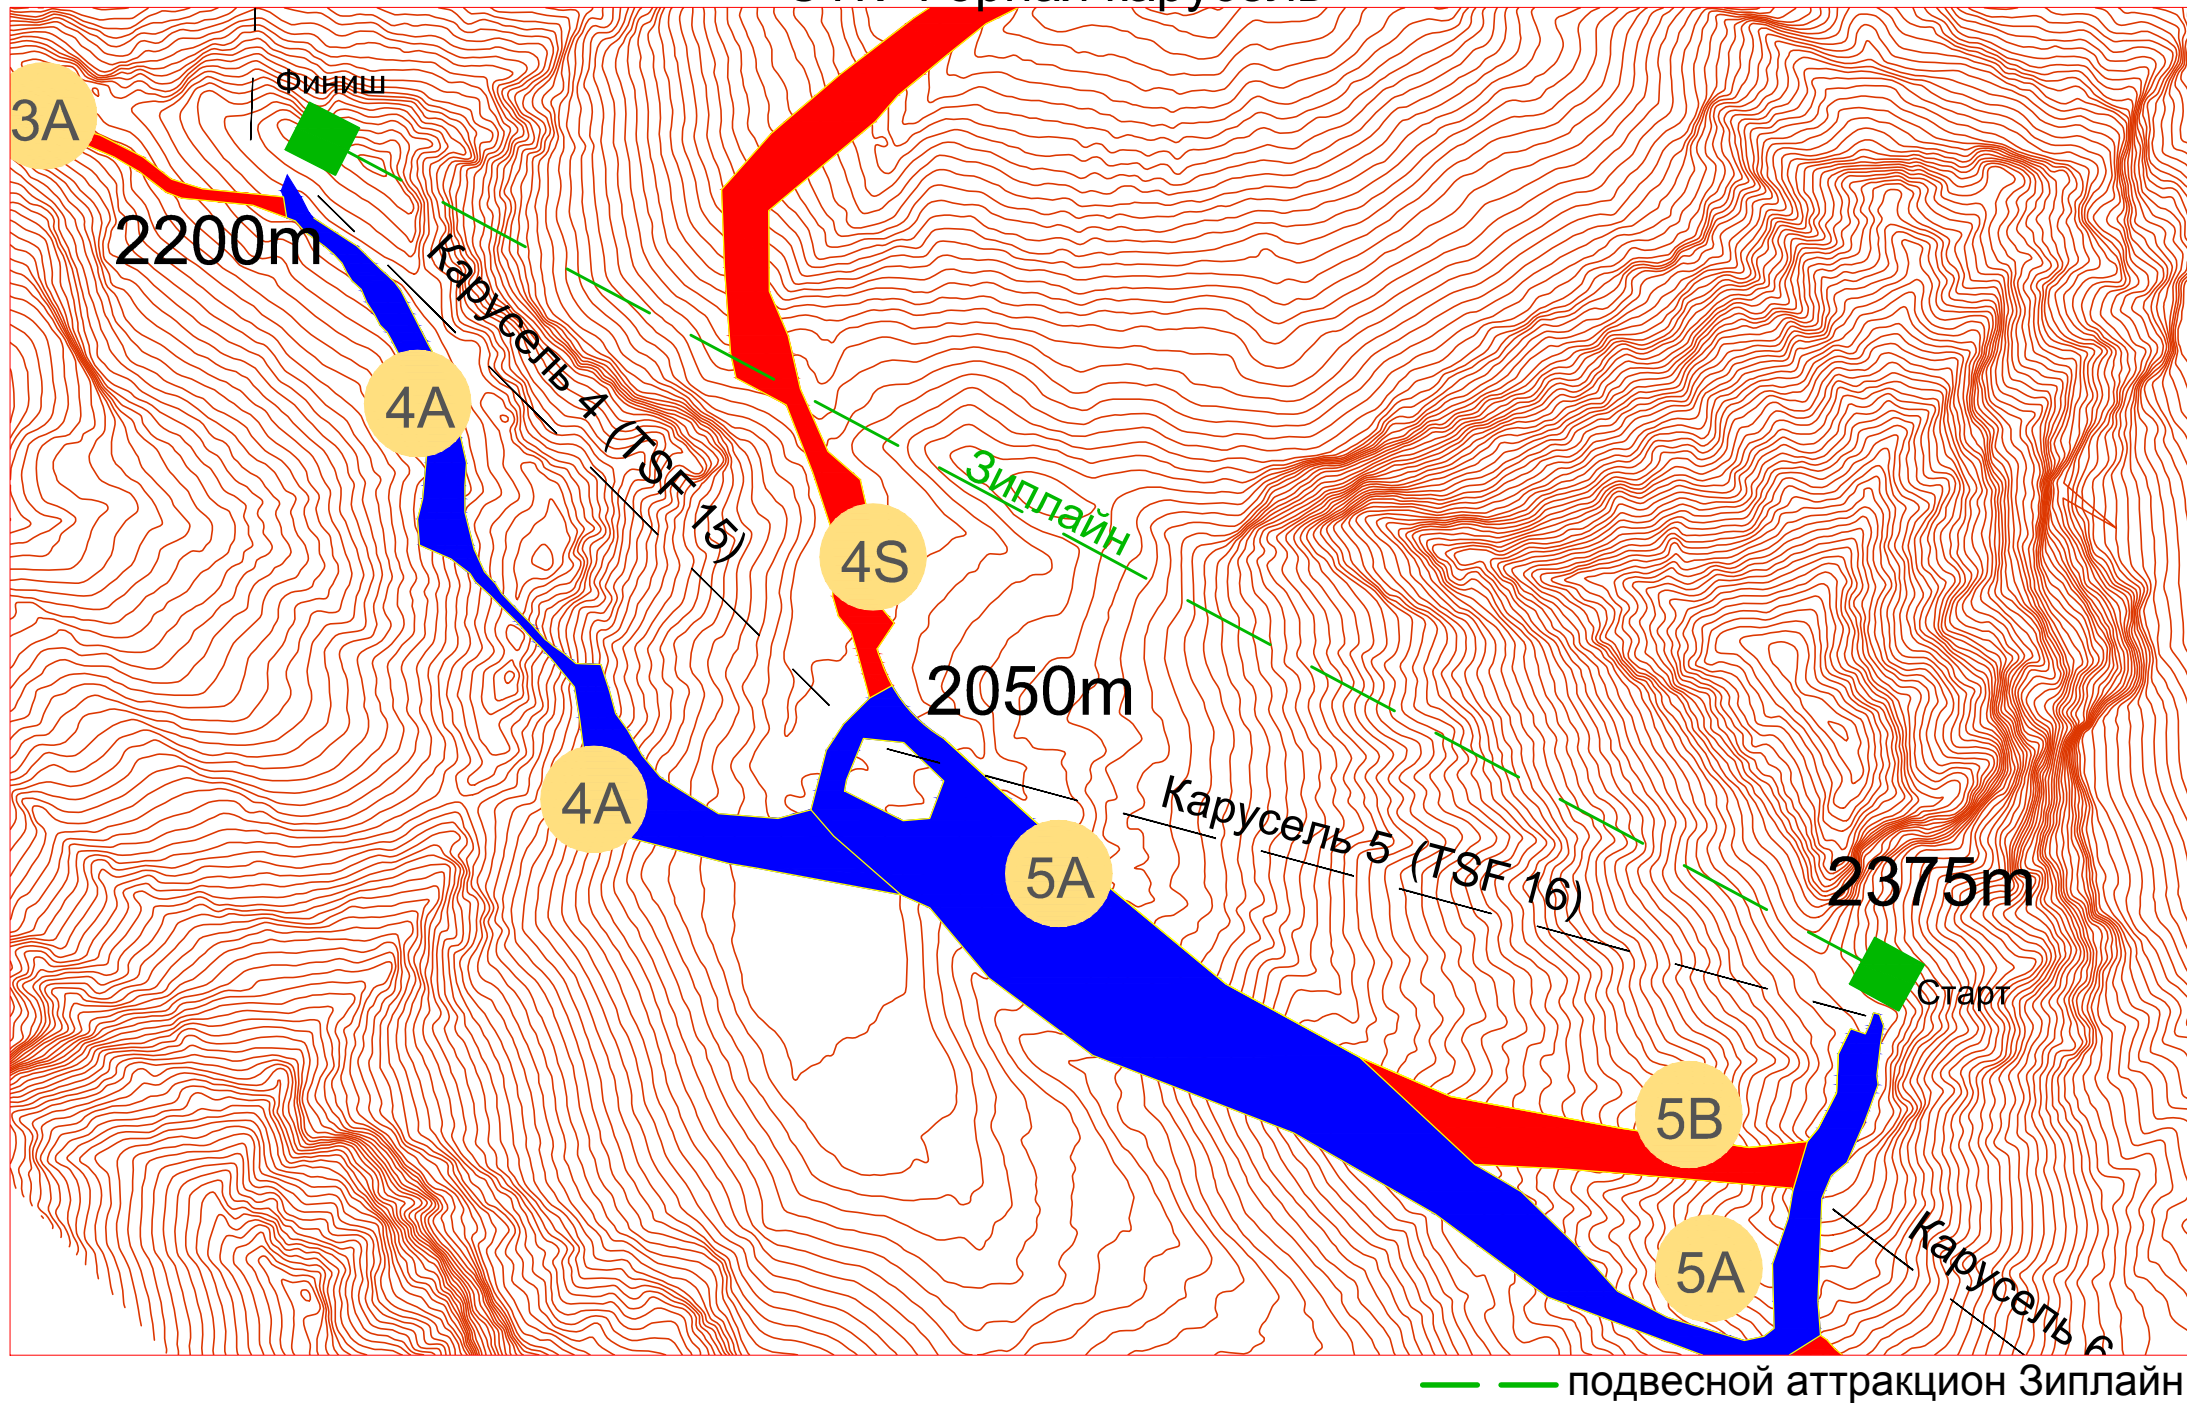 Финиш
3A
2200m
Карусель 4 (TSF 15)
4A
Зиплайн
4S
2050m
4A
Карусель 5 (TSF 16)
5A
2375m
Старт
5B
5A
Карусель 6
подвесной аттракцион Зиплайн